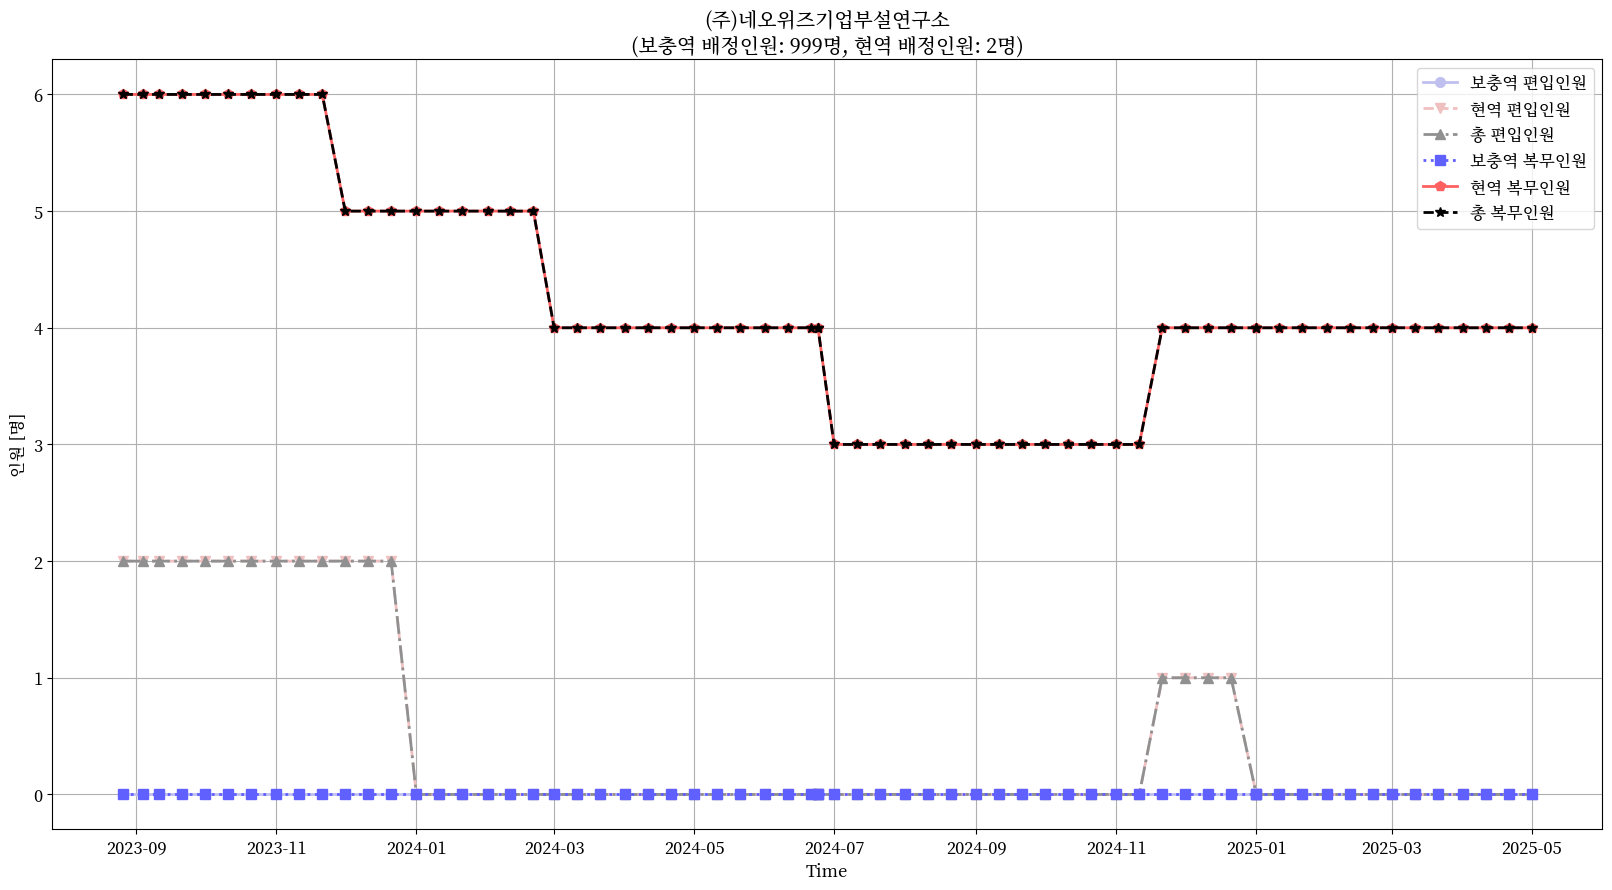 (주)네오위즈기업부설연구소
(보충역 배정인원: 999명, 현역 배정인원: 2명)
보충역 편입인원
현역 편입인원
총 편입인원
보충역 복무인원
현역 복무인원
총 복무인원
인원 [명]
6
5
4
3
2
1
0
2023-09 2023-11 2024-01 2024-03 2024-05 2024-07 2024-09 2024-11 2025-01 2025-03 2025-05
Time